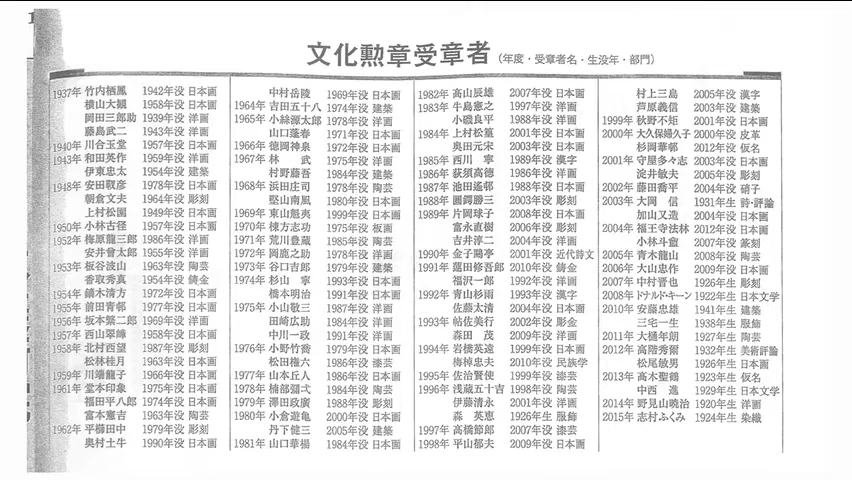 文化勲章受章者（年度・受章者名・生没年・部門）
1937年 竹内栖鳳 1942年没 日本画
横山大観 1958年没 日本画
岡田三郎助 1939年没 洋画
藤島武二 1943年没 洋画
1940年 川合玉堂 1957年没 日本画
1943年 和田英作 1959年没 洋画
伊東忠太 1954年没 建築
1948年 安田靫彦 1978年没 日本画
朝倉文夫 1964年没 彫刻
上村松園 1949年没 日本画
1950年 小林古径 1957年没 日本画
1952年 梅原龍三郎 1986年没 洋画
安井曾太郎 1955年没 洋画
1953年 板谷波山 1963年没 陶芸
香取秀真 1954年没 鋳金
1954年 鏑木清方 1972年没 日本画
1955年 前田青邨 1977年没 日本画
1956年 坂本繁二郎 1969年没 洋画
1957年 西山翠嶂 1958年没 日本画
1958年 北村西望 1987年没 彫刻
松林桂月 1963年没 日本画
1959年 川端龍子 1966年没 日本画
1961年 堂本印象 1975年没 日本画
福田平八郎 1974年没 日本画
富本憲吉 1963年没 陶芸
1962年 平櫛田中 1979年没 彫刻
奥村土牛 1990年没 日本画
中村岳陵 1969年没 日本画
1964年 吉田五十八 1974年没 建築
1965年 小絲源太郎 1978年没 洋画
山口蓬春 1971年没 日本画
1966年 徳岡神泉 1972年没 日本画
1967年 林　武 1975年没 洋画
村野藤吾 1984年没 建築
1968年 浜田庄司 1978年没 陶芸
堅山南風 1980年没 日本画
1969年 東山魁夷 1999年没 日本画
1970年 棟方志功 1975年没 板画
1971年 荒川豊蔵 1985年没 陶芸
1972年 岡鹿之助 1978年没 洋画
1973年 谷口吉郎 1979年没 建築
1974年 杉山　寧 1993年没 日本画
橋本明治 1991年没 日本画
1975年 小山敬三 1987年没 洋画
田崎広助 1984年没 洋画
中川一政 1991年没 洋画
1976年 小野竹喬 1979年没 日本画
松田権六 1986年没 漆芸
1977年 山本丘人 1986年没 日本画
1978年 楠部彌弌 1984年没 陶芸
1979年 澤田政廣 1988年没 彫刻
1980年 小倉遊亀 2000年没 日本画
丹下健三 2005年没 建築
1981年 山口華楊 1984年没 日本画
1982年 高山辰雄 2007年没 日本画
1983年 牛島憲之 1997年没 洋画
小磯良平 1988年没 洋画
1984年 上村松篁 2001年没 日本画
奥田元宋 2003年没 日本画
1985年 西川　寧 1989年没 漢字
1986年 荻須高徳 1986年没 洋画
1987年 池田遙邨 1988年没 日本画
1988年 圓鍔勝三 2003年没 彫刻
1989年 片岡球子 2008年没 日本画
富永直樹 2006年没 彫刻
吉井淳二 2004年没 洋画
1990年 金子鷗亭 2001年没 近代詩文
1991年 蓮田修吾郎 2010年没 鋳金
福沢一郎 1992年没 洋画
1992年 青山杉雨 1993年没 漢字
佐藤太清 2004年没 日本画
1993年 帖佐美行 2002年没 彫金
森田　茂 2009年没 洋画
1994年 岩橋英遠 1999年没 日本画
梅棹忠夫 2010年没 民族学
1995年 佐治賢使 1999年没 漆芸
1996年 浅蔵五十吉 1998年没 陶芸
伊藤清永 2001年没 洋画
森　英恵 1926年生 服飾
1997年 高橋節郎 2007年没 漆芸
1998年 平山郁夫 2009年没 日本画
村上三島 2005年没 漢字
芦原義信 2003年没 建築
1999年 秋野不矩 2001年没 日本画
2000年 大久保婦久子 2000年没 皮革
杉岡華邨 2012年没 仮名
2001年 守屋多々志 2003年没 日本画
淀井敏夫 2005年没 彫刻
2002年 藤田喬平 2004年没 硝子
2003年 大岡　信 1931年生 詩・評論
加山又造 2004年没 日本画
2004年 福王寺法林 2012年没 日本画
小林斗盦 2007年没 篆刻
2005年 青木龍山 2008年没 陶芸
2006年 大山忠作 2009年没 日本画
2007年 中村晋也 1926年生 彫刻
2008年 ドナルド・キーン 1922年生 日本文学
2010年 安藤忠雄 1941年生 建築
三宅一生 1938年生 服飾
2011年 大樋年朗 1927年生 陶芸
2012年 高階秀爾 1932年生 美術評論
松尾敏男 1926年生 日本画
2013年 高木聖鶴 1923年生 仮名
中西　進 1929年生 日本文学
2014年 野見山曉治 1920年生 洋画
2015年 志村ふくみ 1924年生 染織